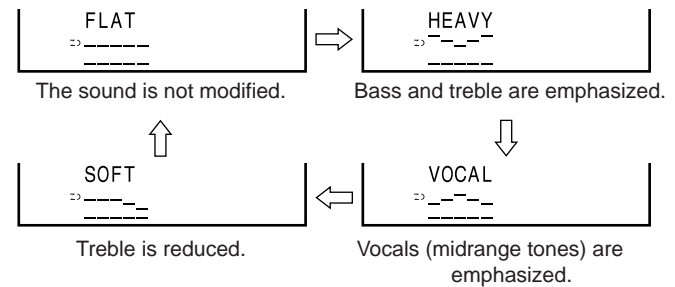 FLAT
The sound is not modified.
HEAVY
Bass and treble are emphasized.
SOFT
Treble is reduced.
VOCAL
Vocals (midrange tones) are
emphasized.